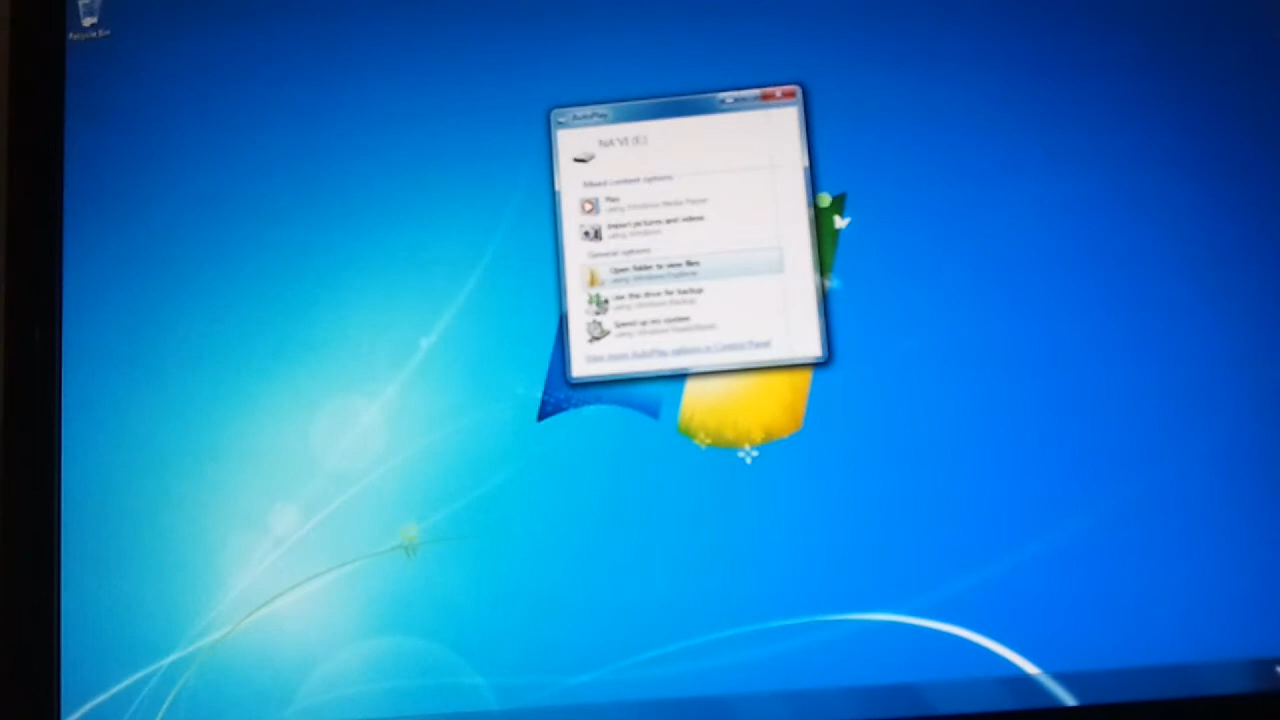 Recycle Bin
AutoPlay
Mixed content options
Play
using Windows Media Player
Import pictures and videos
using Windows
General options
Open folder to view files
using Windows Explorer
Use this drive for backup
using Windows Backup
Speed up my system
using Windows ReadyBoost
View more AutoPlay options in Control Panel